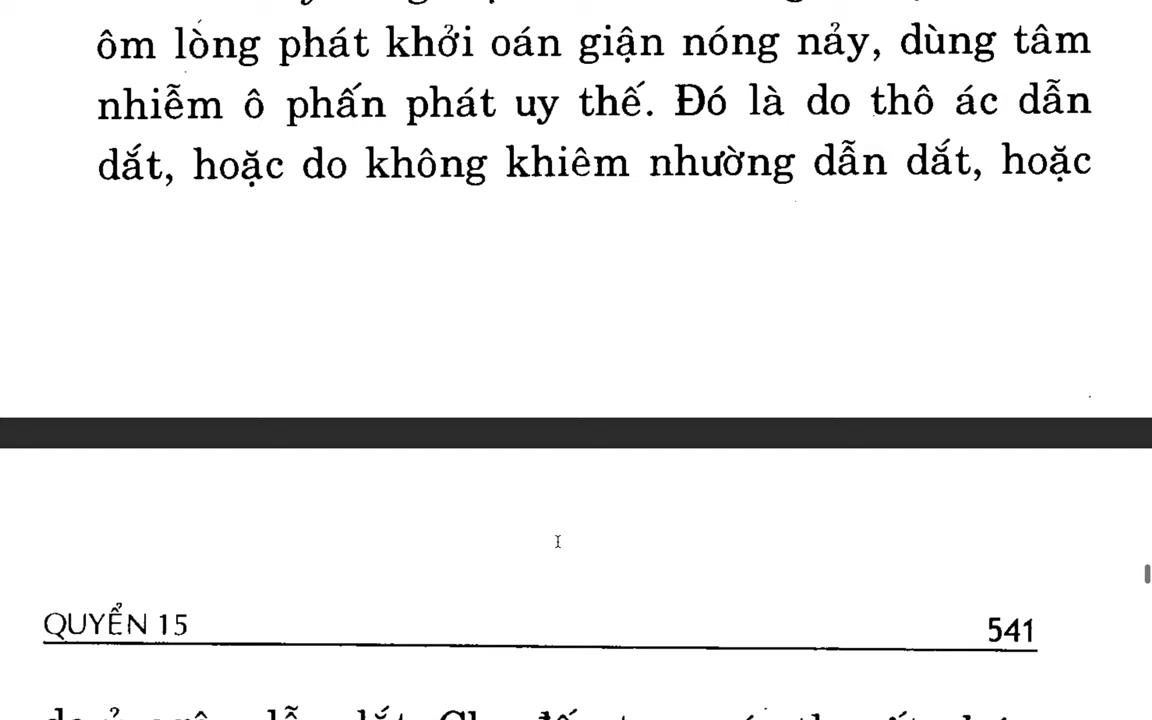 ôm lòng phát khởi oán giận nóng nảy, dùng tâm
nhiễm ô phấn phát uy thế. Đó là do thô ác dẫn
dắt, hoặc do không khiêm nhường dẫn dắt, hoặc
QUYỂN 15
541